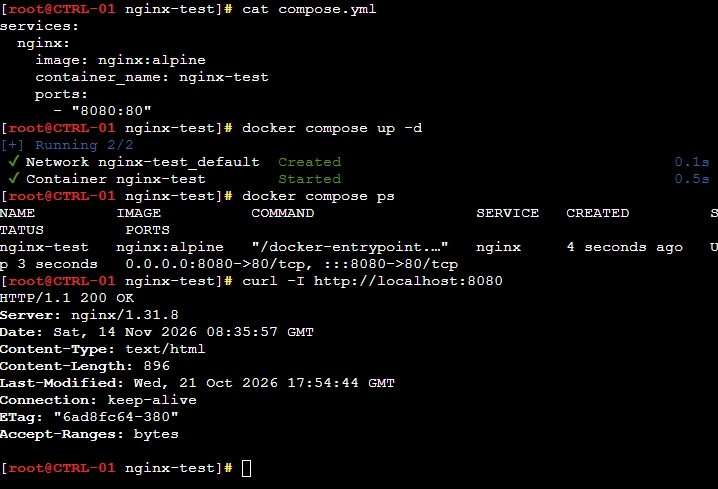 [root@CTRL-01 nginx-test]# cat compose.yml
services:
  nginx:
    image: nginx:alpine
    container_name: nginx-test
    ports:
      - "8080:80"
[root@CTRL-01 nginx-test]# docker compose up -d
[+] Running 2/2
 ✓ Network nginx-test_default  Created                                     0.1s
 ✓ Container nginx-test        Started                                     0.5s
[root@CTRL-01 nginx-test]# docker compose ps
NAME         IMAGE          COMMAND                  SERVICE   CREATED         S
TATUS         PORTS
nginx-test   nginx:alpine   "/docker-entrypoint.…"   nginx     4 seconds ago   U
p 3 seconds   0.0.0.0:8080->80/tcp, :::8080->80/tcp
[root@CTRL-01 nginx-test]# curl -I http://localhost:8080
HTTP/1.1 200 OK
Server: nginx/1.31.8
Date: Sat, 14 Nov 2026 08:35:57 GMT
Content-Type: text/html
Content-Length: 896
Last-Modified: Wed, 21 Oct 2026 17:54:44 GMT
Connection: keep-alive
ETag: "6ad8fc64-380"
Accept-Ranges: bytes

[root@CTRL-01 nginx-test]#